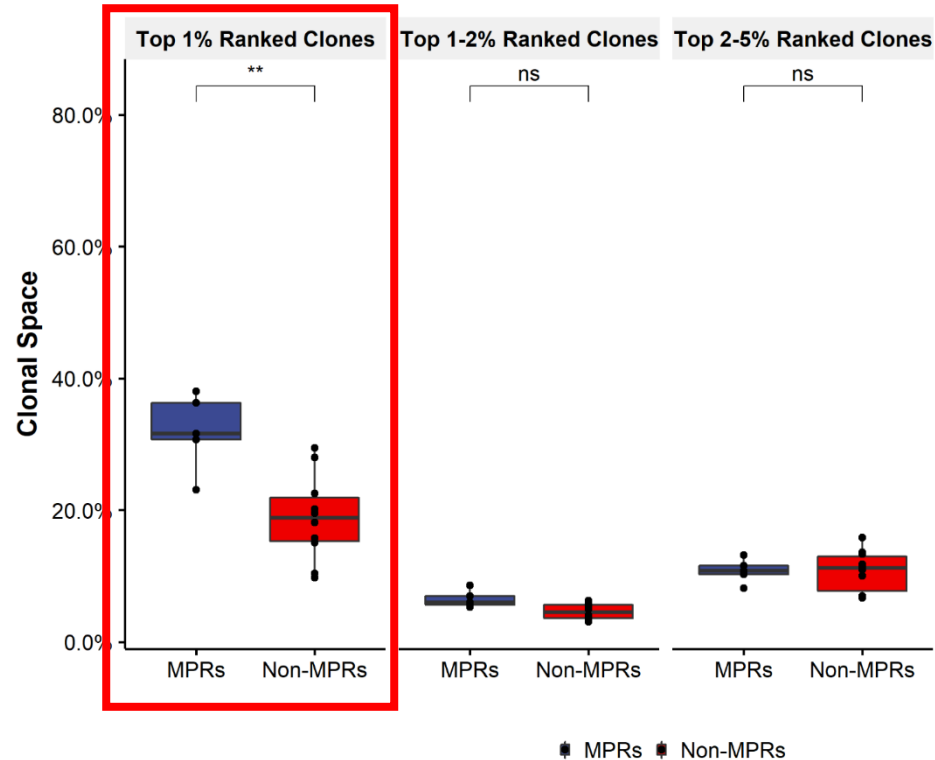 Top 1% Ranked Clones Top 1-2% Ranked Clones Top 2-5% Ranked Clones
** ns ns
80.0%
60.0%
40.0%
20.0%
0.0%
Clonal Space
MPRs Non-MPRs MPRs Non-MPRs MPRs Non-MPRs
MPRs Non-MPRs